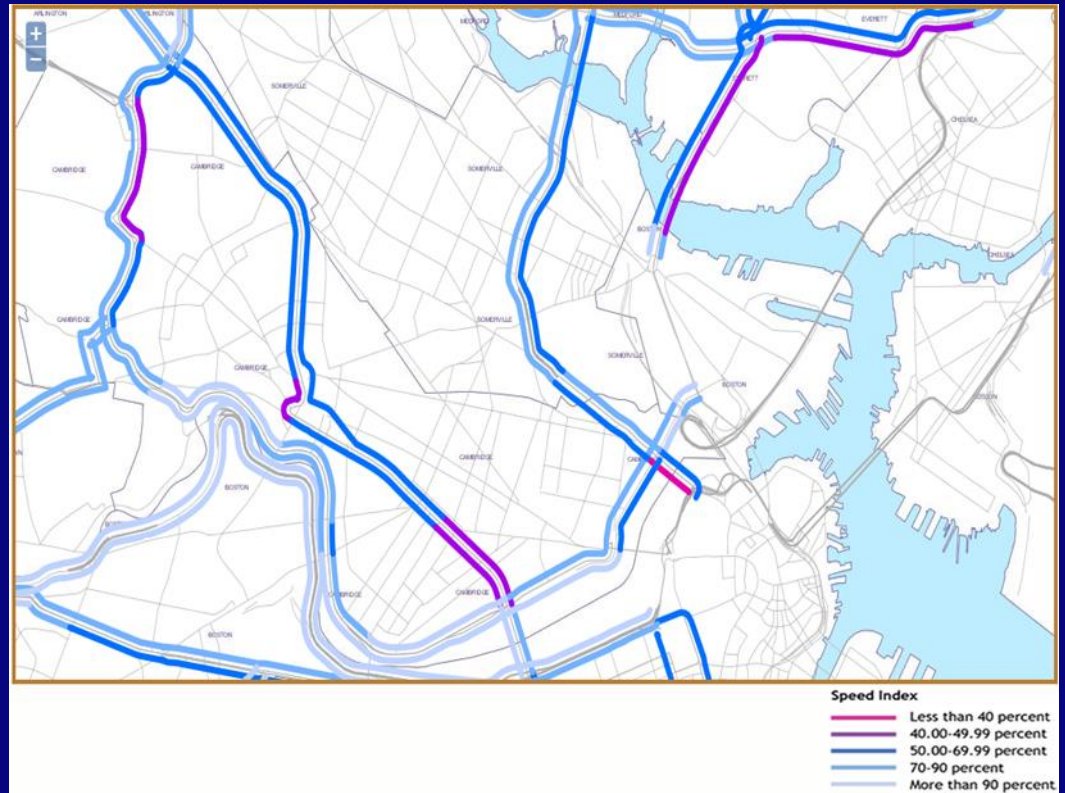 ARLINGTON
ARLINGTON
MEDFORD
MEDFORD
EVERETT
+
−
SOMERVILLE
EVERETT
CHELSEA
CAMBRIDGE
CAMBRIDGE
SOMERVILLE
BOSTON
CHELSEA
CAMBRIDGE
SOMERVILLE
SOMERVILLE
CAMBRIDGE
BOSTON
BOSTON
CAMBRIDGE
BOSTON
CAMBRIDGE
CAMBRIDGE
BOSTON
Speed Index
Less than 40 percent
40.00-49.99 percent
50.00-69.99 percent
70-90 percent
More than 90 percent